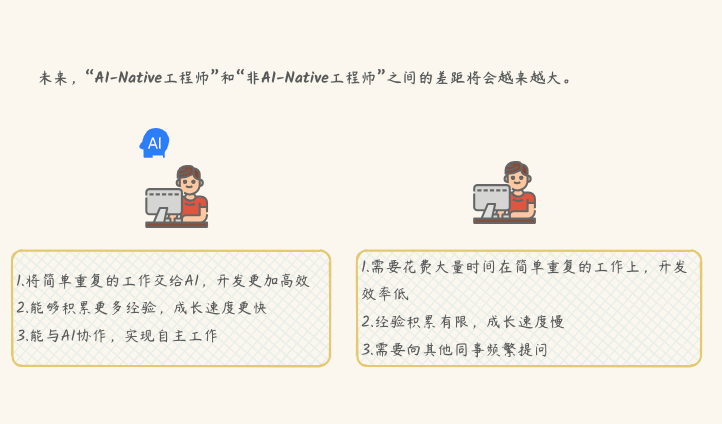 未来，“AI-Native工程师”和“非AI-Native工程师”之间的差距将会越来越大。
AI
1.将简单重复的工作交给AI，开发更加高效
2.能够积累更多经验，成长速度更快
3.能与AI协作，实现自主工作
1.需要花费大量时间在简单重复的工作上，开发
效率低
2.经验积累有限，成长速度慢
3.需要向其他同事频繁提问